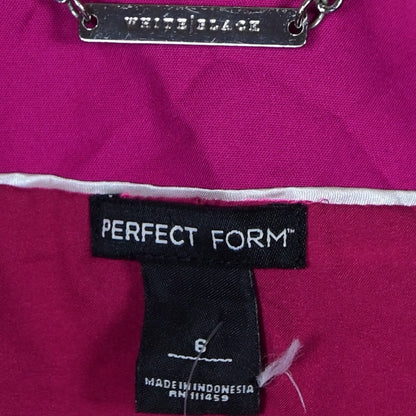 WHITE BLACK
PERFECT FORM™
6
MADE IN INDONESIA
RN 111459